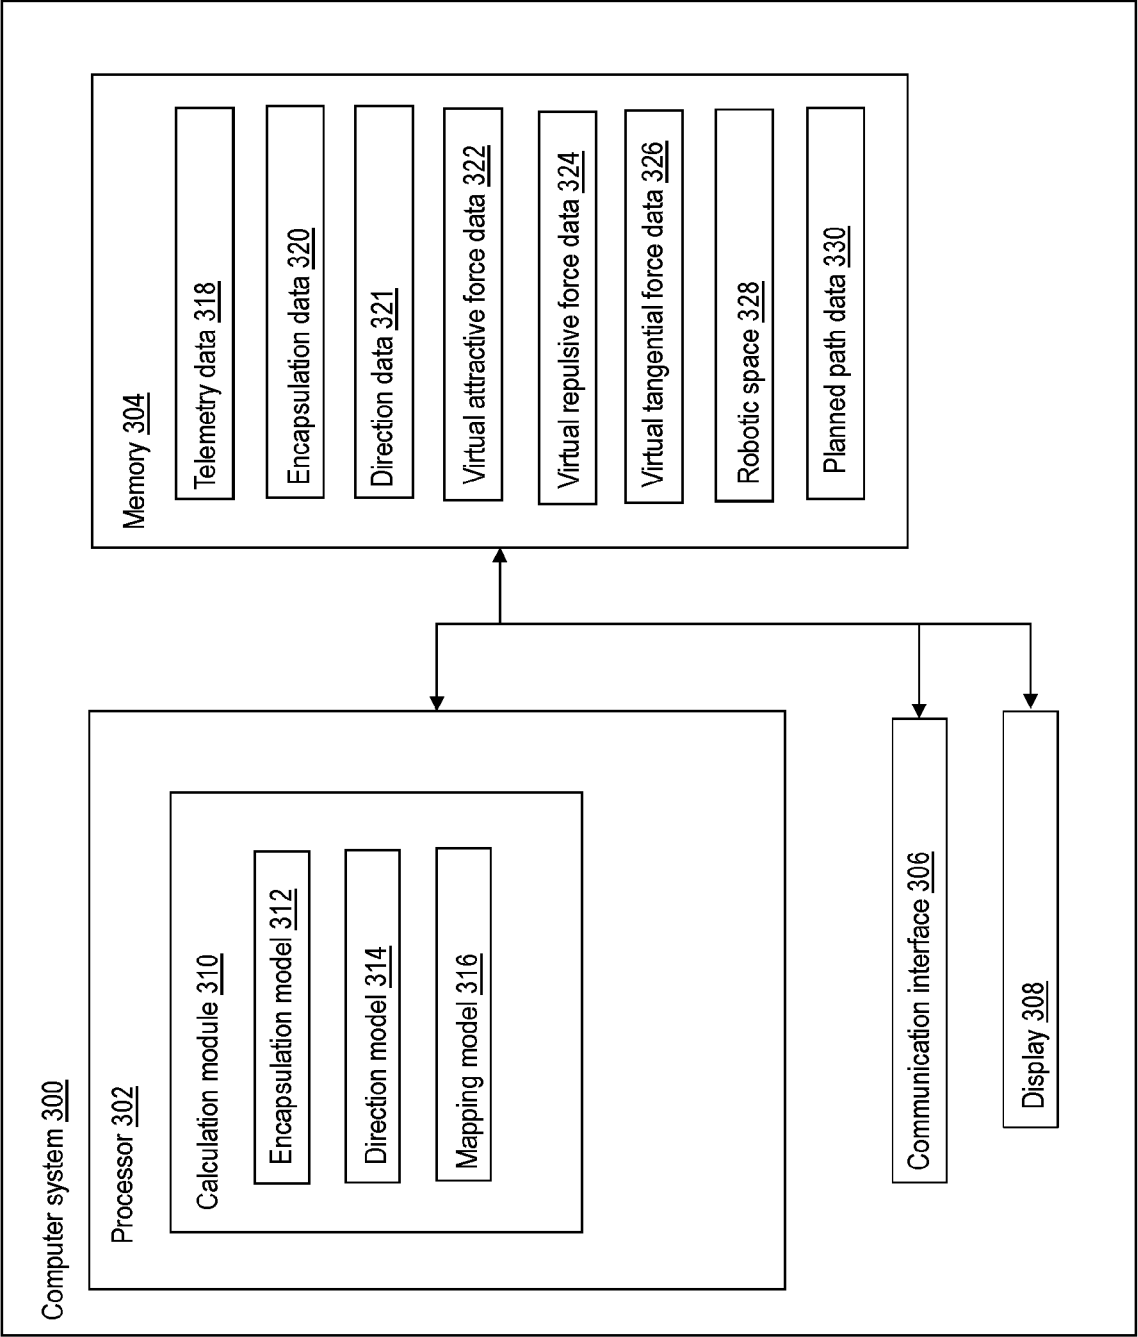 Computer system 300
Processor 302
Calculation module 310
Encapsulation model 312
Direction model 314
Mapping model 316
Memory 304
Telemetry data 318
Encapsulation data 320
Direction data 321
Virtual attractive force data 322
Virtual repulsive force data 324
Virtual tangential force data 326
Robotic space 328
Planned path data 330
Communication interface 306
Display 308